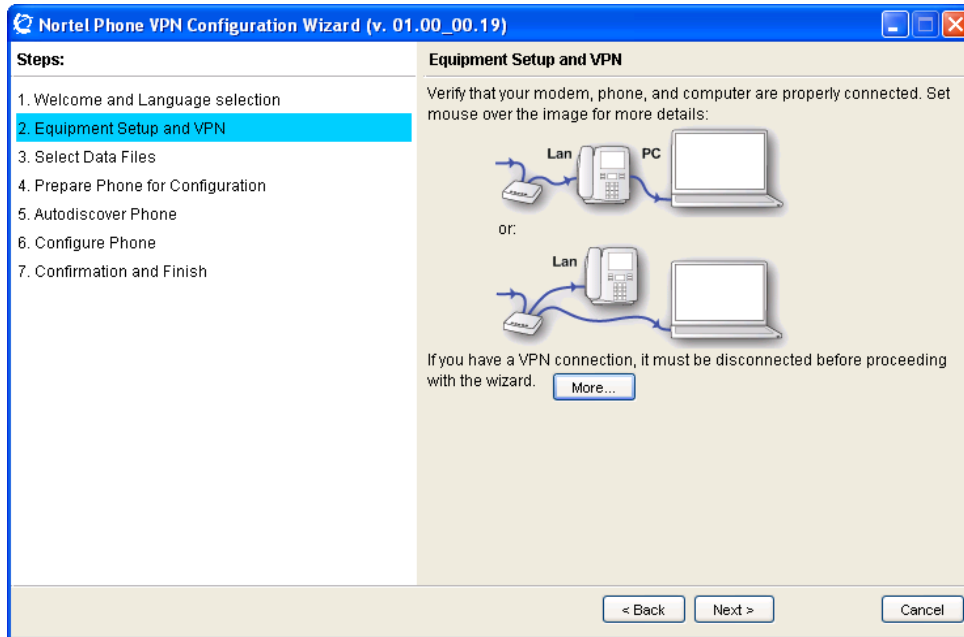 Nortel Phone VPN Configuration Wizard (v. 01.00_00.19)
Steps:
1. Welcome and Language selection
2. Equipment Setup and VPN
3. Select Data Files
4. Prepare Phone for Configuration
5. Autodiscover Phone
6. Configure Phone
7. Confirmation and Finish
Equipment Setup and VPN
Verify that your modem, phone, and computer are properly connected. Set
mouse over the image for more details:
Lan PC
or:
Lan
If you have a VPN connection, it must be disconnected before proceeding
with the wizard. More...
< Back Next > Cancel